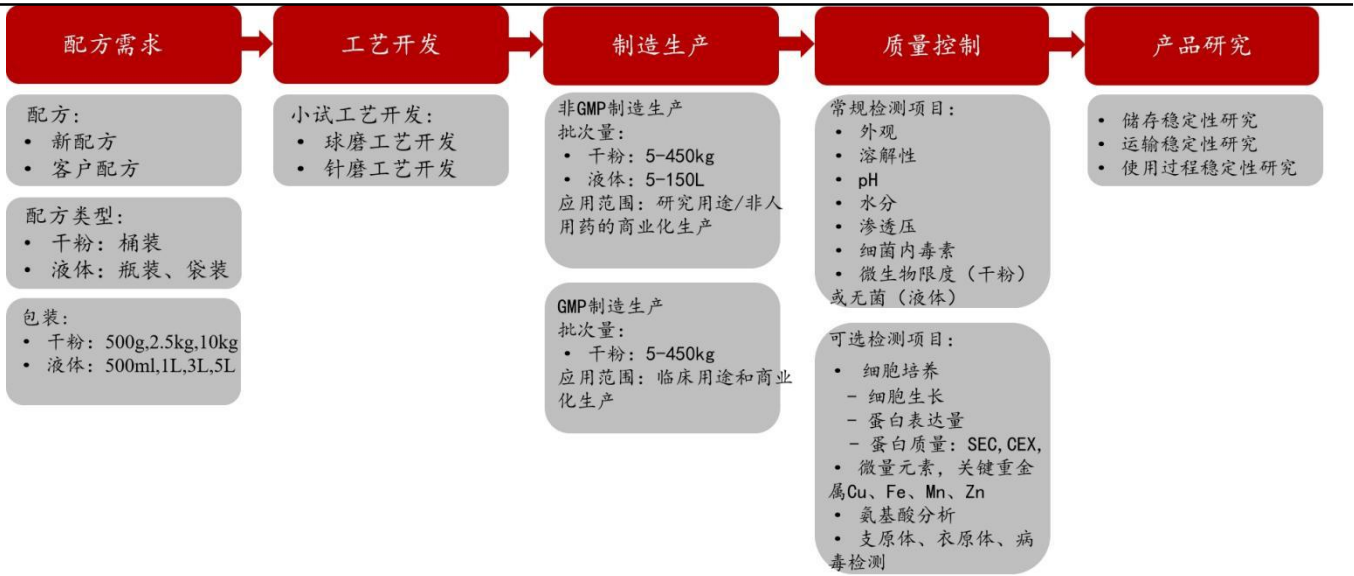 配方需求
工艺开发
制造生产
质量控制
产品研究
配方：
• 新配方
• 客户配方
配方类型：
• 干粉：桶装
• 液体：瓶装、袋装
包装：
• 干粉：500g,2.5kg,10kg
• 液体：500ml,1L,3L,5L
小试工艺开发：
• 球磨工艺开发
• 针磨工艺开发
非GMP制造生产
批次量：
• 干粉：5-450kg
• 液体：5-150L
应用范围：研究用途/非人
用药的商业化生产
GMP制造生产
批次量：
• 干粉：5-450kg
应用范围：临床用途和商业
化生产
常规检测项目：
• 外观
• 溶解性
• pH
• 水分
• 渗透压
• 细菌内毒素
• 微生物限度（干粉）
或无菌（液体）
可选检测项目：
• 细胞培养
- 细胞生长
- 蛋白表达量
- 蛋白质量：SEC,CEX,
• 微量元素，关键重金
属Cu、Fe、Mn、Zn
• 氨基酸分析
• 支原体、衣原体、病
毒检测
• 储存稳定性研究
• 运输稳定性研究
• 使用过程稳定性研究